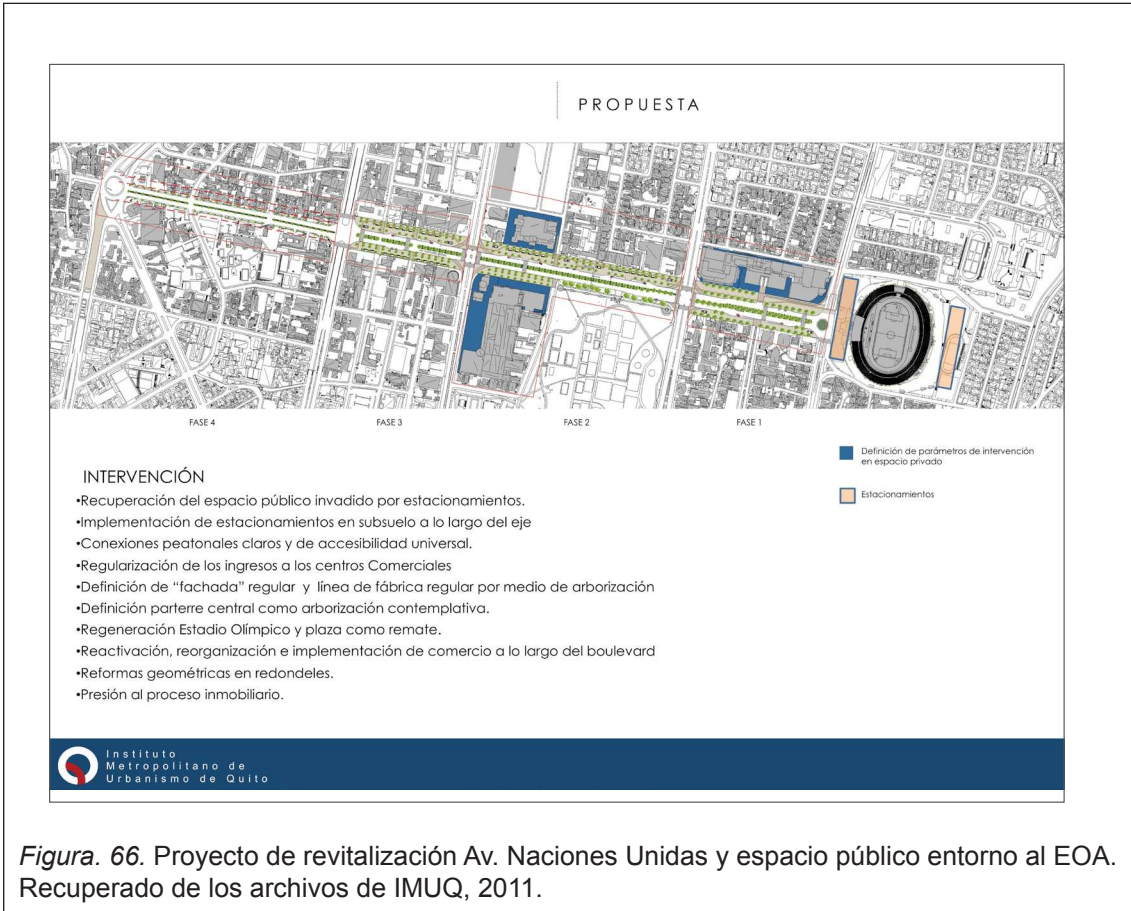 PROPUESTA
FASE 4 FASE 3 FASE 2 FASE 1
Definición de parámetros de intervención
en espacio privado
Estacionamientos
INTERVENCIÓN
•Recuperación del espacio público invadido por estacionamientos.
•Implementación de estacionamientos en subsuelo a lo largo del eje
•Conexiones peatonales claros y de accesibilidad universal.
•Regularización de los ingresos a los centros Comerciales
•Definición de “fachada” regular y línea de fábrica regular por medio de arborización
•Definición parterre central como arborización contemplativa.
•Regeneración Estadio Olímpico y plaza como remate.
•Reactivación, reorganización e implementación de comercio a lo largo del boulevard
•Reformas geométricas en redondeles.
•Presión al proceso inmobiliario.
Instituto
Metropolitano de
Urbanismo de Quito
Figura. 66. Proyecto de revitalización Av. Naciones Unidas y espacio público entorno al EOA.
Recuperado de los archivos de IMUQ, 2011.